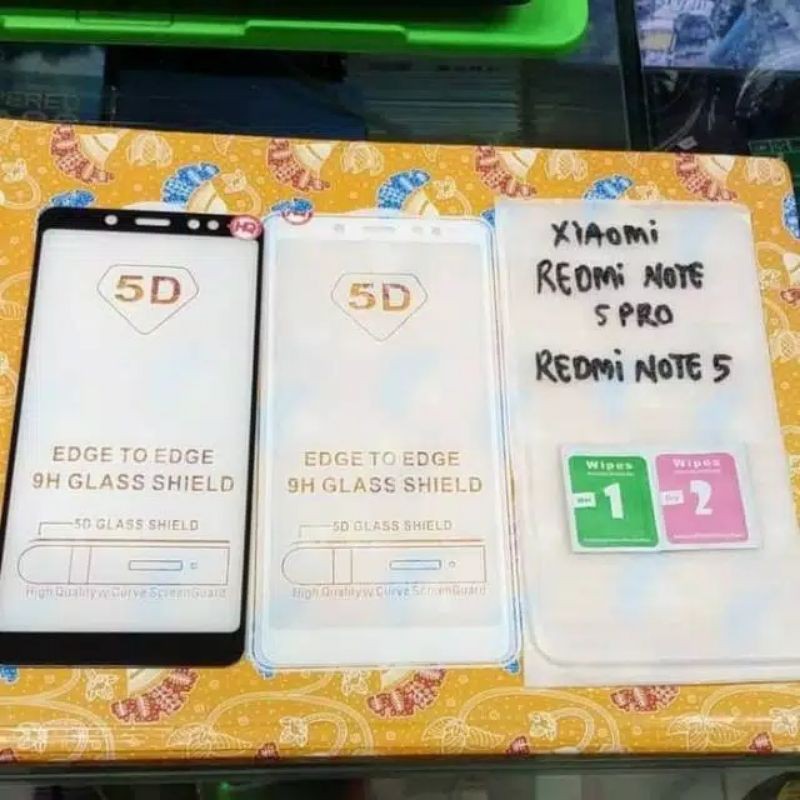 5D
EDGE TO EDGE
9H GLASS SHIELD
5D GLASS SHIELD
High Quality w Curve ScreenGuard
5D
EDGE TO EDGE
9H GLASS SHIELD
5D GLASS SHIELD
High Quality w Curve ScreenGuard
XIAOMI
REDMI NOTE
5 PRO
REDMI NOTE 5
Wipes
Wet
1
Wipes
Dry
2